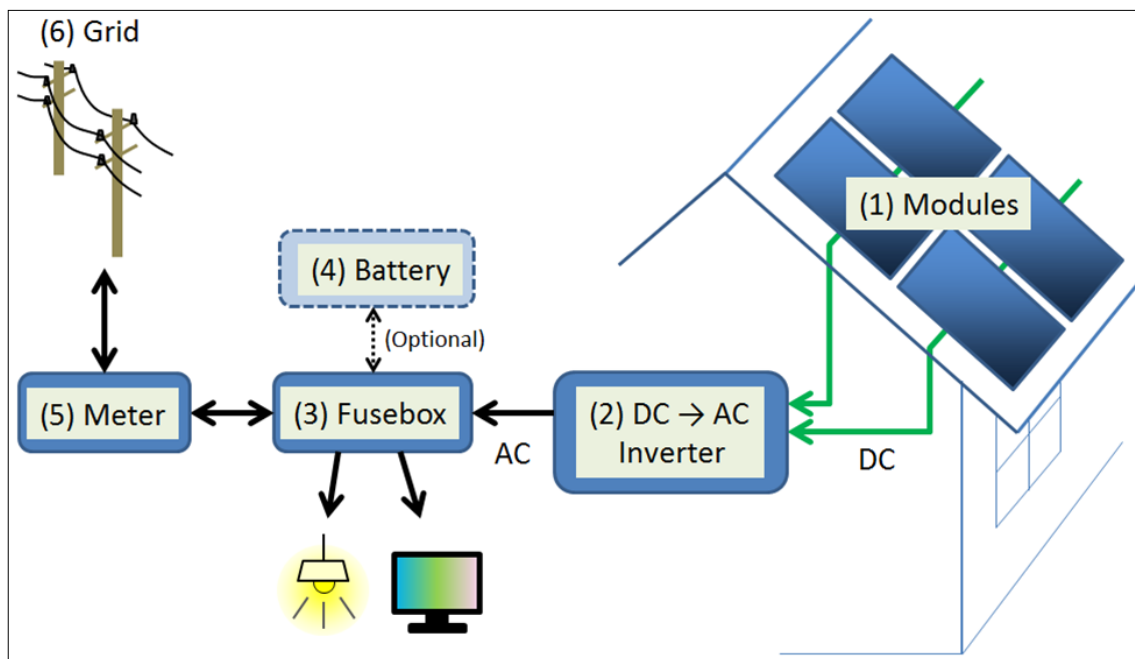 (6) Grid
(1) Modules
(4) Battery
(Optional)
(5) Meter
(3) Fusebox
(2) DC → AC
Inverter
AC
DC